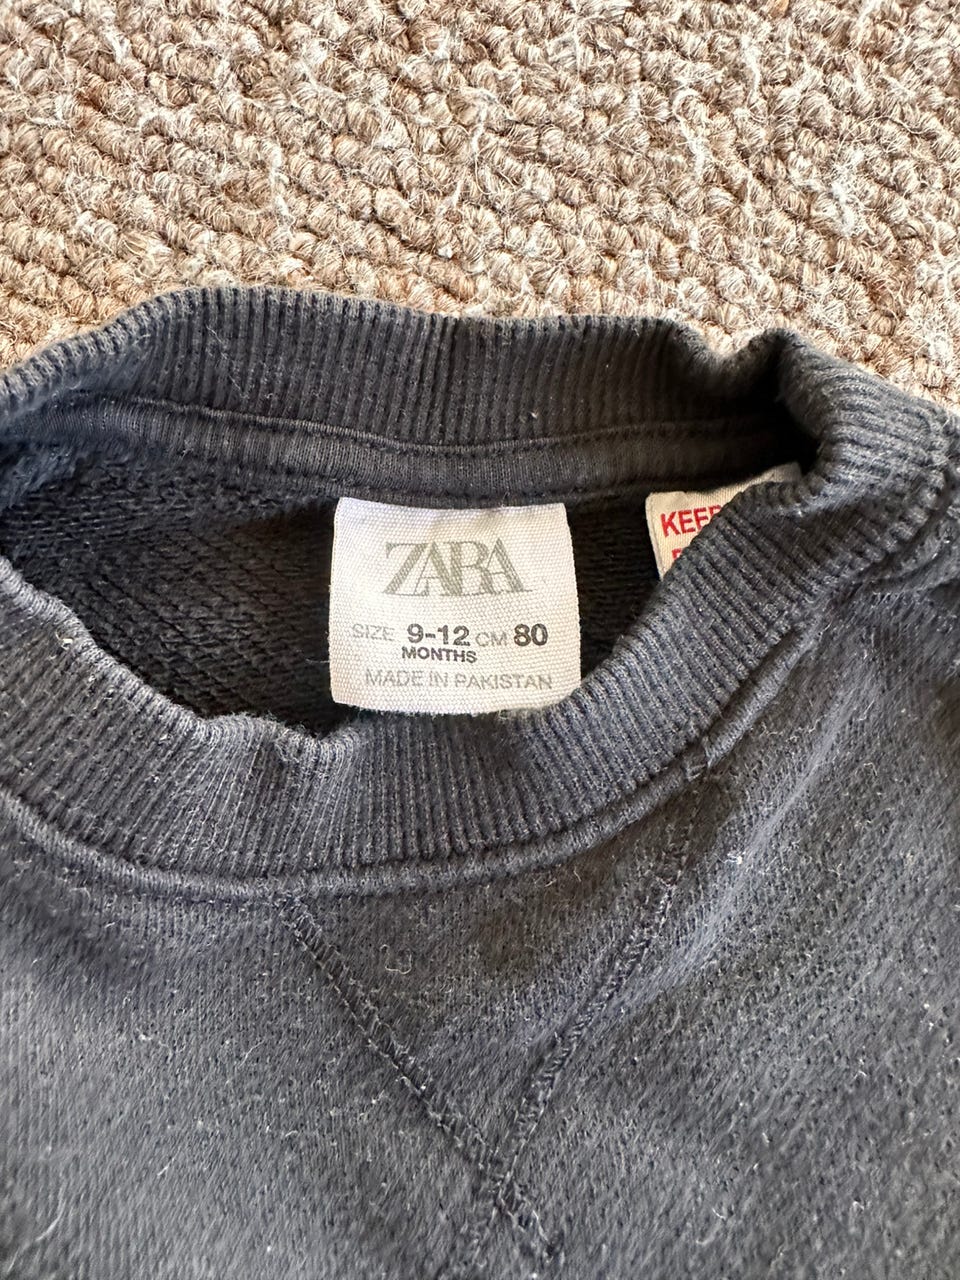 ZARA
SIZE 9-12 CM 80
MONTHS
MADE IN PAKISTAN
KEEP